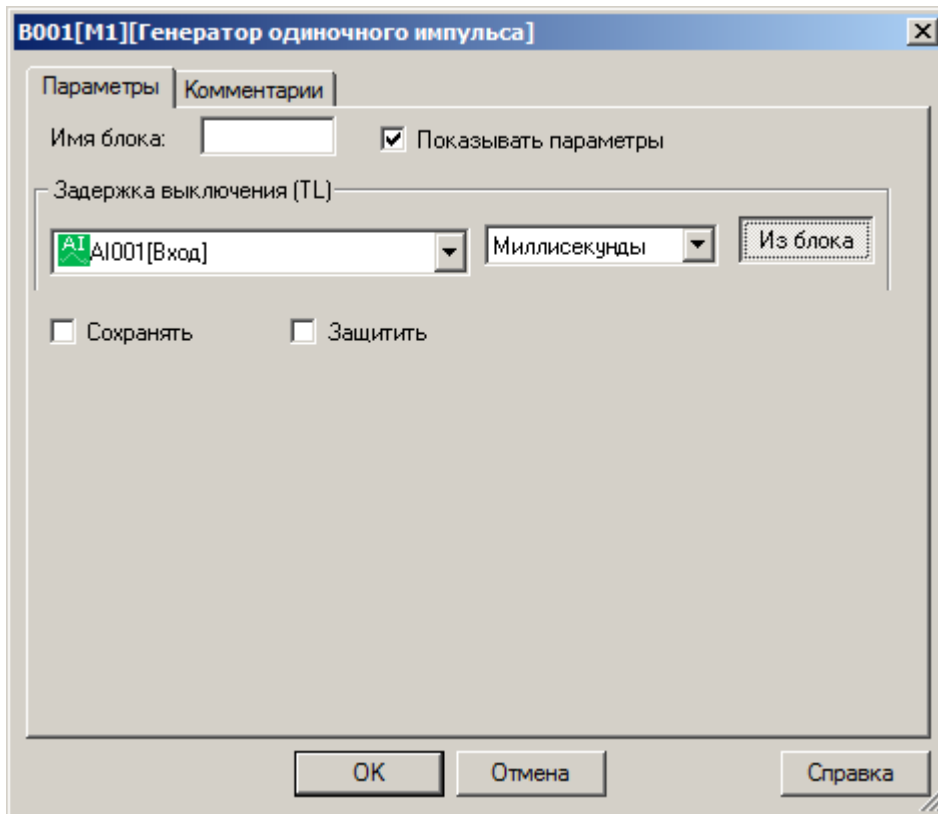 B001[M1][Генератор одиночного импульса]
Параметры Комментарии
Имя блока: Показывать параметры
Задержка выключения (TL)
AI AI001[Вход] Миллисекунды Из блока
Сохранять Защитить
OK Отмена Справка